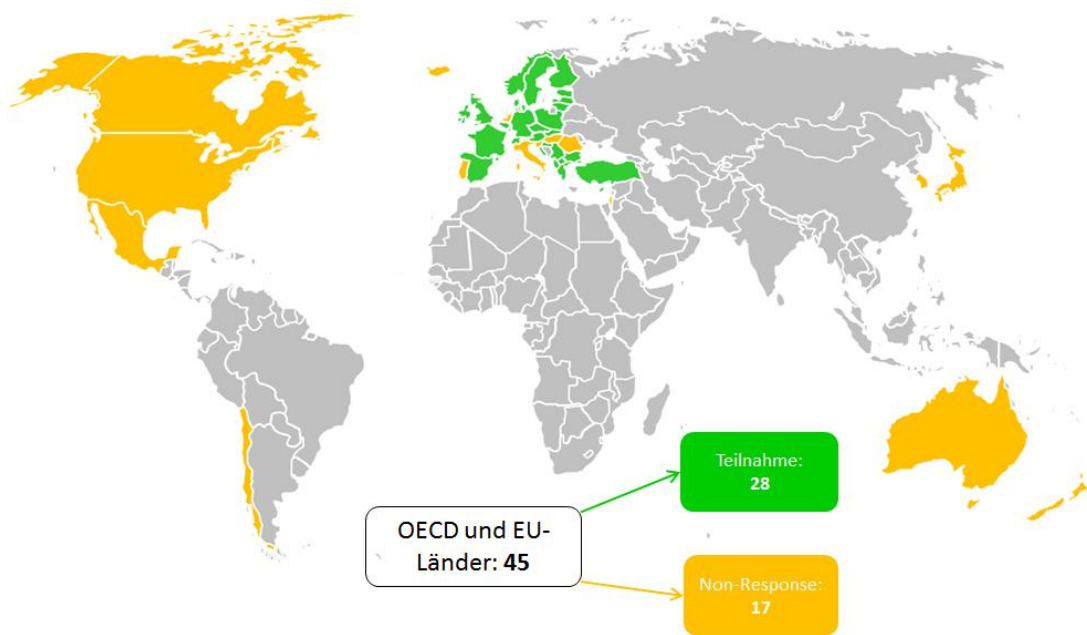 Teilnahme:
28
OECD und EU-
Länder: 45
Non-Response:
17